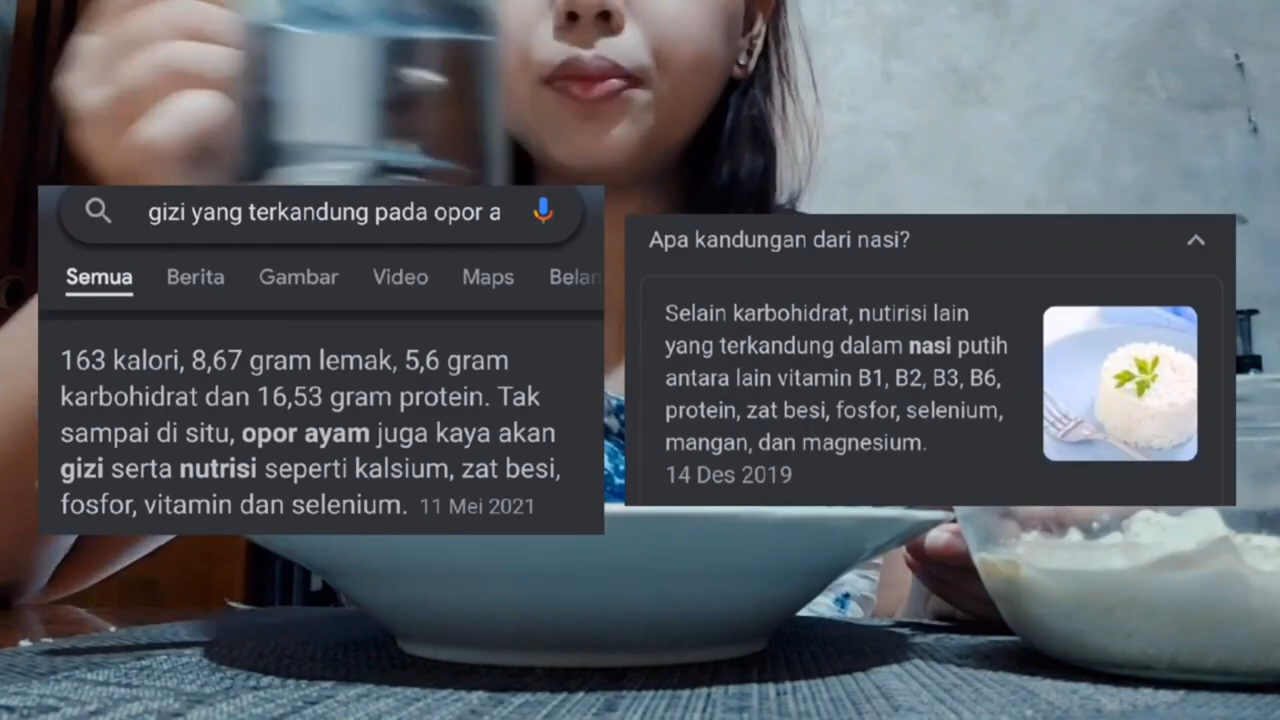 gizi yang terkandung pada opor a
Semua Berita Gambar Video Maps Belan
163 kalori, 8,67 gram lemak, 5,6 gram
karbohidrat dan 16,53 gram protein. Tak
sampai di situ, opor ayam juga kaya akan
gizi serta nutrisi seperti kalsium, zat besi,
fosfor, vitamin dan selenium. 11 Mei 2021
Apa kandungan dari nasi?
Selain karbohidrat, nutirisi lain
yang terkandung dalam nasi putih
antara lain vitamin B1, B2, B3, B6,
protein, zat besi, fosfor, selenium,
mangan, dan magnesium.
14 Des 2019